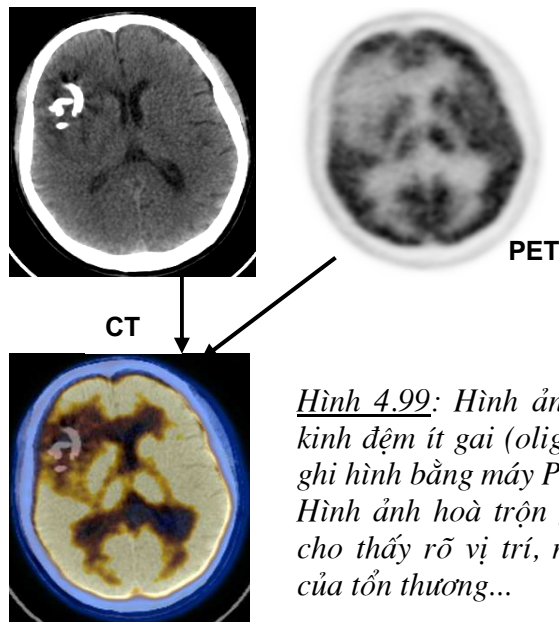 PET
CT
Hình 4.99: Hình ản
kinh đệm ít gai (olig
ghi hình bằng máy P
Hình ảnh hoà trộn
cho thấy rõ vị trí, n
của tổn thương...